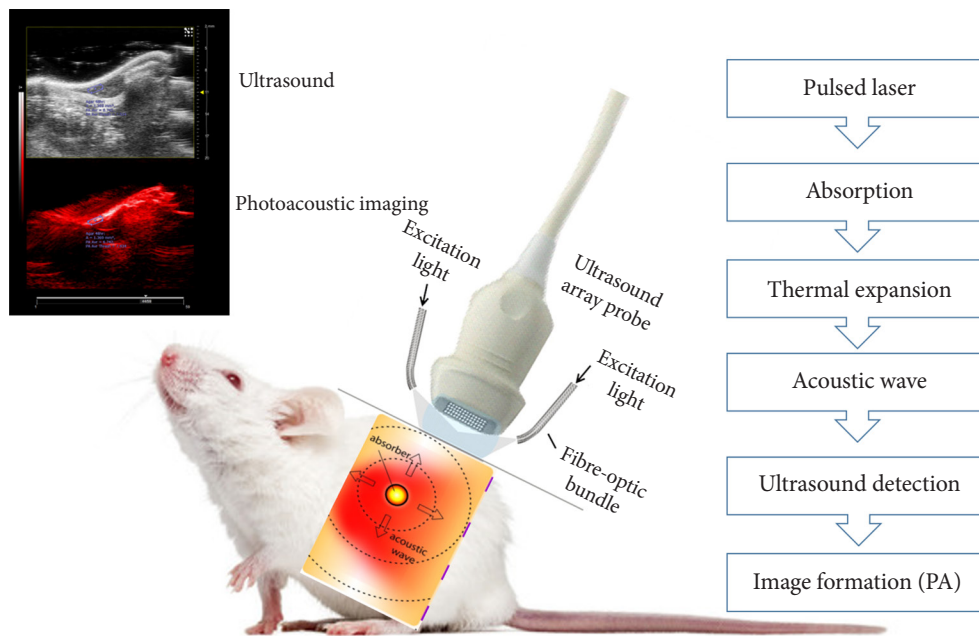 Ultrasound
Photoacoustic imaging
Excitation
light
Ultrasound
array probe
Excitation
light
Fibre-optic
bundle
absorber
acoustic
wave
Pulsed laser
Absorption
Thermal expansion
Acoustic wave
Ultrasound detection
Image formation (PA)